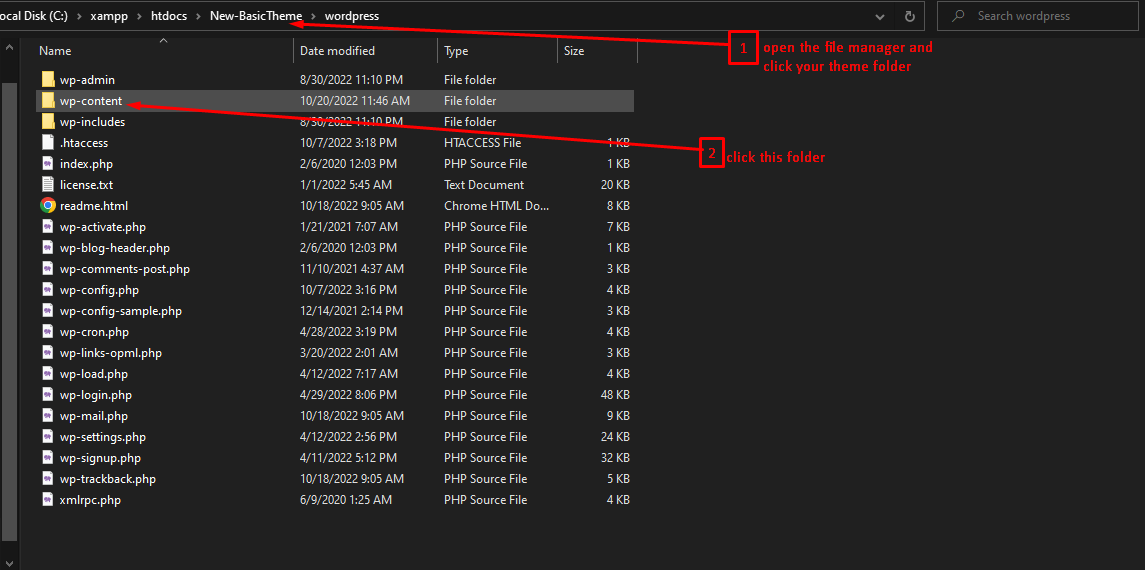 ocal Disk (C:) › xampp › htdocs › New-BasicTheme › wordpress Search wordpress
1 open the file manager and
click your theme folder
Name Date modified Type Size
wp-admin 8/30/2022 11:10 PM File folder
wp-content 10/20/2022 11:46 AM File folder
wp-includes 8/30/2022 11:10 PM File folder
.htaccess 10/7/2022 3:18 PM HTACCESS File 1 KB
2 click this folder
index.php 2/6/2020 12:03 PM PHP Source File 1 KB
license.txt 1/1/2022 5:45 AM Text Document 20 KB
readme.html 10/18/2022 9:05 AM Chrome HTML Do... 8 KB
wp-activate.php 1/21/2021 7:07 AM PHP Source File 7 KB
wp-blog-header.php 2/6/2020 12:03 PM PHP Source File 1 KB
wp-comments-post.php 11/10/2021 4:37 AM PHP Source File 3 KB
wp-config.php 10/7/2022 3:16 PM PHP Source File 4 KB
wp-config-sample.php 12/14/2021 2:14 PM PHP Source File 3 KB
wp-cron.php 4/28/2022 3:19 PM PHP Source File 4 KB
wp-links-opml.php 3/20/2022 2:01 AM PHP Source File 3 KB
wp-load.php 4/12/2022 7:17 AM PHP Source File 4 KB
wp-login.php 4/29/2022 8:06 PM PHP Source File 48 KB
wp-mail.php 10/18/2022 9:05 AM PHP Source File 9 KB
wp-settings.php 4/12/2022 2:56 PM PHP Source File 24 KB
wp-signup.php 4/11/2022 5:12 PM PHP Source File 32 KB
wp-trackback.php 10/18/2022 9:05 AM PHP Source File 5 KB
xmlrpc.php 6/9/2020 1:25 AM PHP Source File 4 KB